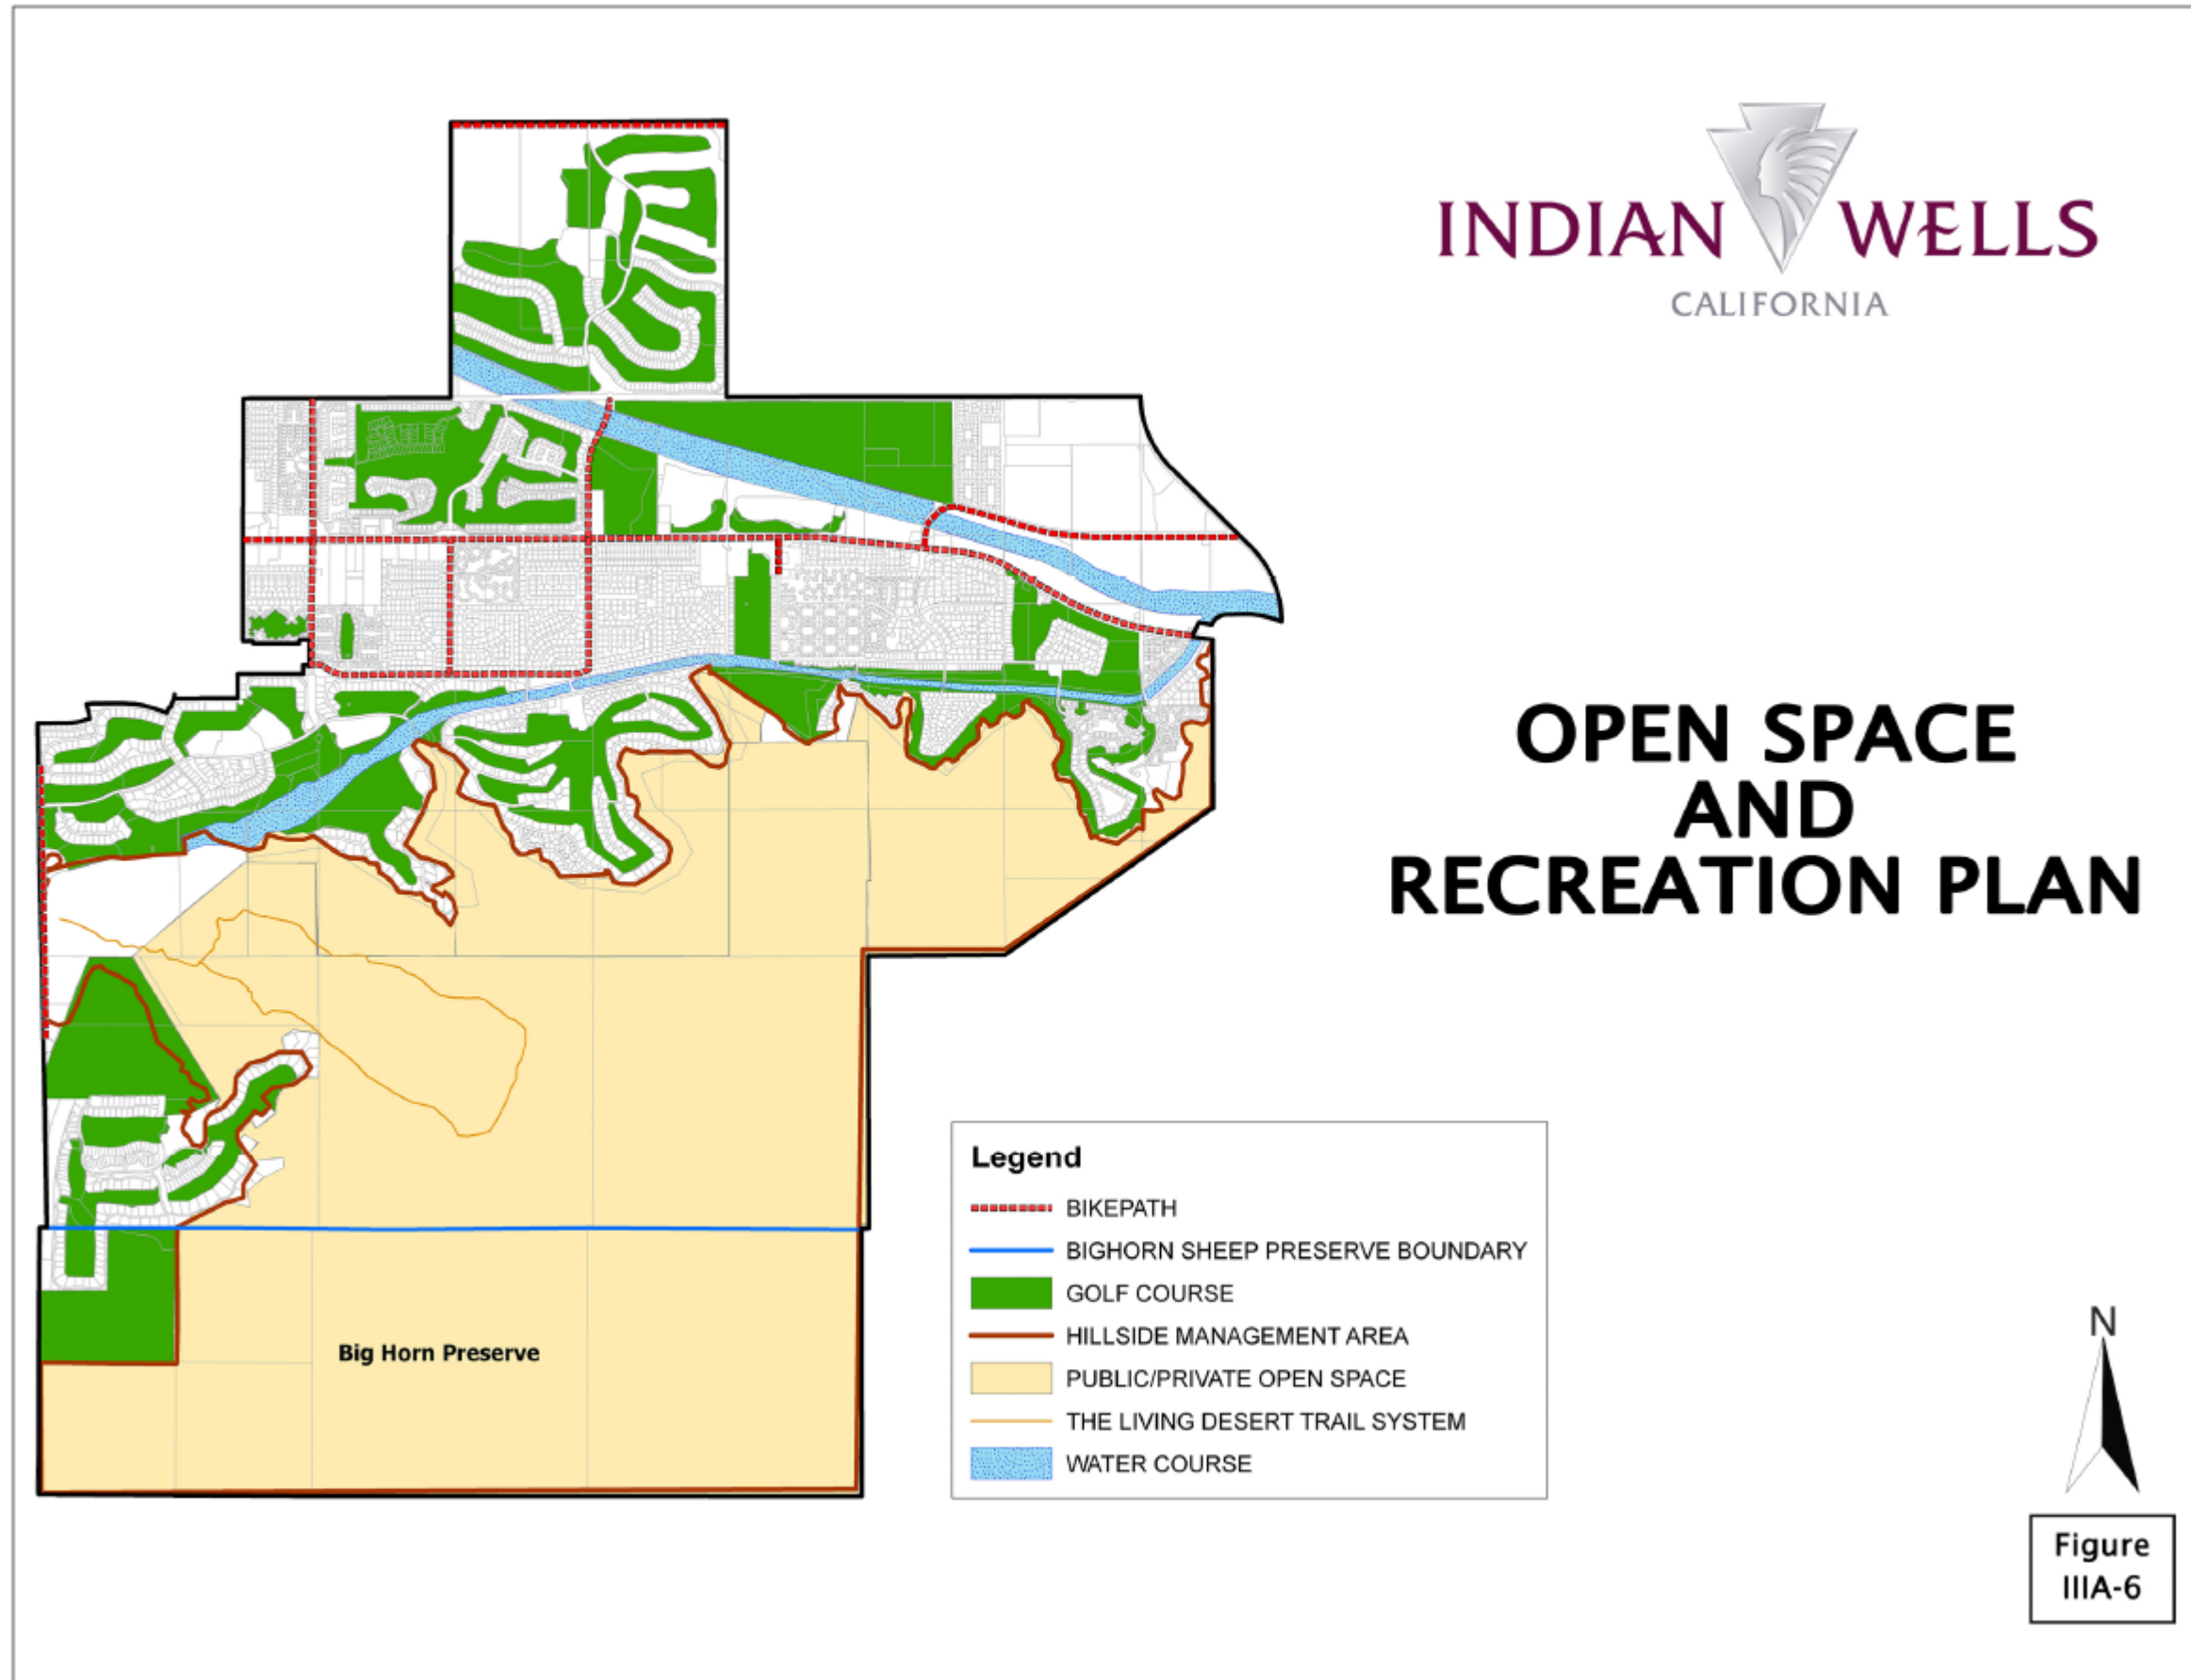 INDIAN WELLS
CALIFORNIA
OPEN SPACE
AND
RECREATION PLAN
Big Horn Preserve
Legend
BIKEPATH
BIGHORN SHEEP PRESERVE BOUNDARY
GOLF COURSE
HILLSIDE MANAGEMENT AREA
PUBLIC/PRIVATE OPEN SPACE
THE LIVING DESERT TRAIL SYSTEM
WATER COURSE
N
Figure
IIIA-6